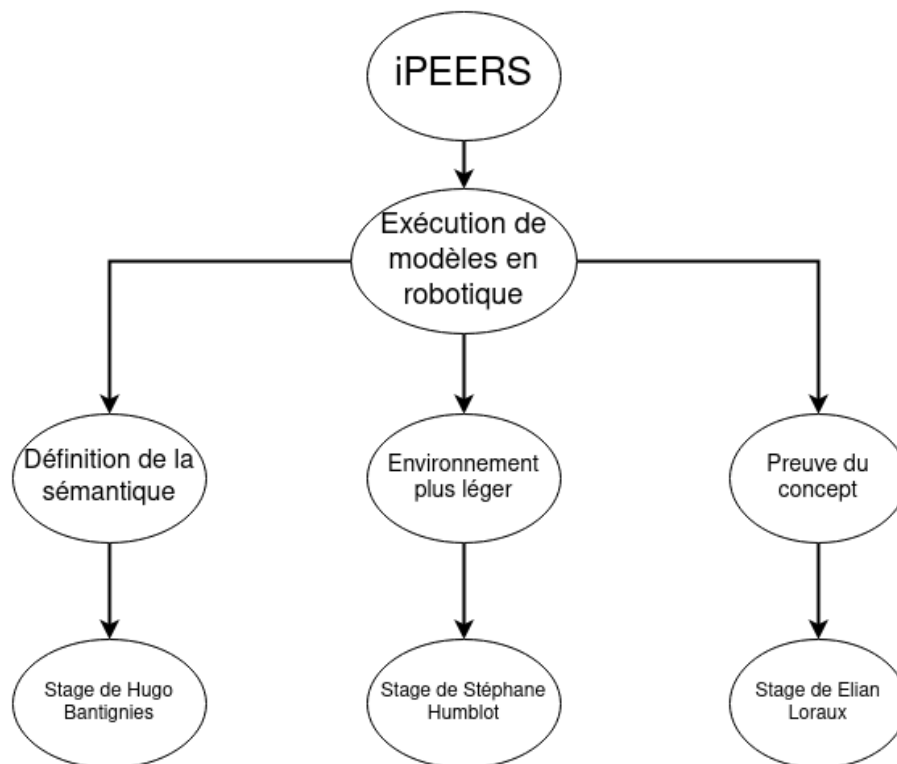 iPEERS
Exécution de
modèles en
robotique
Définition de la
sémantique
Environnement
plus léger
Preuve du
concept
Stage de Hugo
Bantignies
Stage de Stéphane
Humblot
Stage de Elian
Loraux